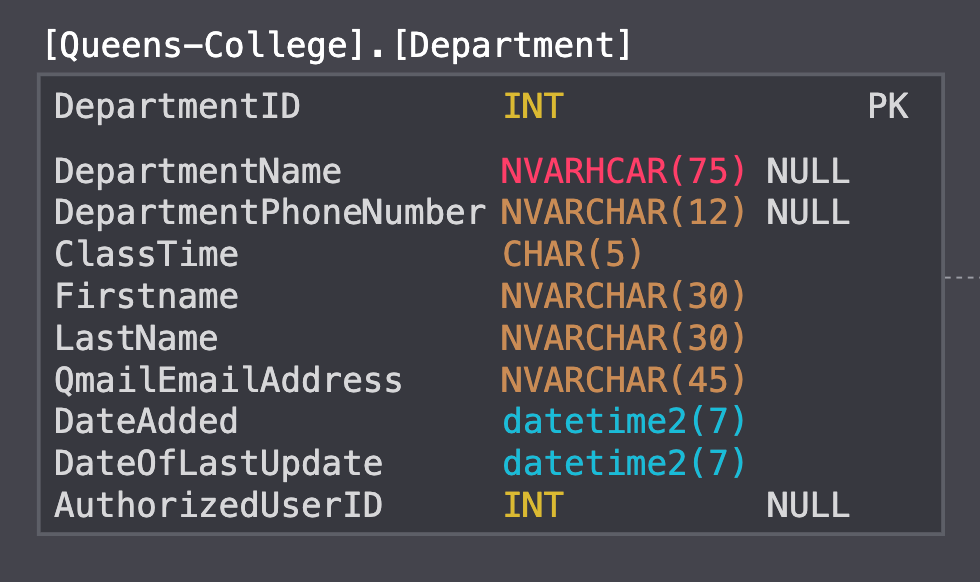 [Queens-College].[Department]
DepartmentID INT PK
DepartmentName NVARHCAR(75) NULL
DepartmentPhoneNumber NVARCHAR(12) NULL
ClassTime CHAR(5)
Firstname NVARCHAR(30)
LastName NVARCHAR(30)
QmailEmailAddress NVARCHAR(45)
DateAdded datetime2(7)
DateOfLastUpdate datetime2(7)
AuthorizedUserID INT NULL